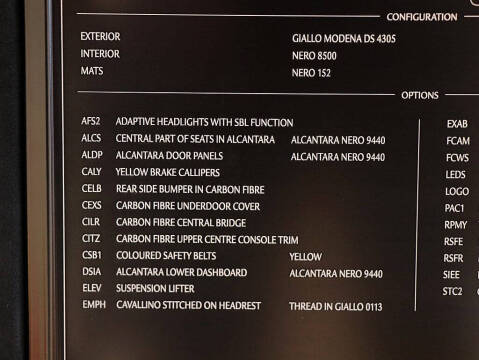 CONFIGURATION
EXTERIOR GIALLO MODENA DS 4305
INTERIOR NERO 8500
MATS NERO 152
OPTIONS
AFS2 ADAPTIVE HEADLIGHTS WITH SBL FUNCTION EXAB
ALCS CENTRAL PART OF SEATS IN ALCANTARA ALCANTARA NERO 9440 FCAM
ALDP ALCANTARA DOOR PANELS ALCANTARA NERO 9440 FCWS
CALY YELLOW BRAKE CALLIPERS LEDS
CELB REAR SIDE BUMPER IN CARBON FIBRE LOGO
CEXS CARBON FIBRE UNDERDOOR COVER PAC1
CILR CARBON FIBRE CENTRAL BRIDGE RPMY
CITZ CARBON FIBRE UPPER CENTRE CONSOLE TRIM RSFE
CSB1 COLOURED SAFETY BELTS YELLOW RSFR
DSIA ALCANTARA LOWER DASHBOARD ALCANTARA NERO 9440 SIEE
ELEV SUSPENSION LIFTER STC2
EMPH CAVALLINO STITCHED ON HEADREST THREAD IN GIALLO 0113